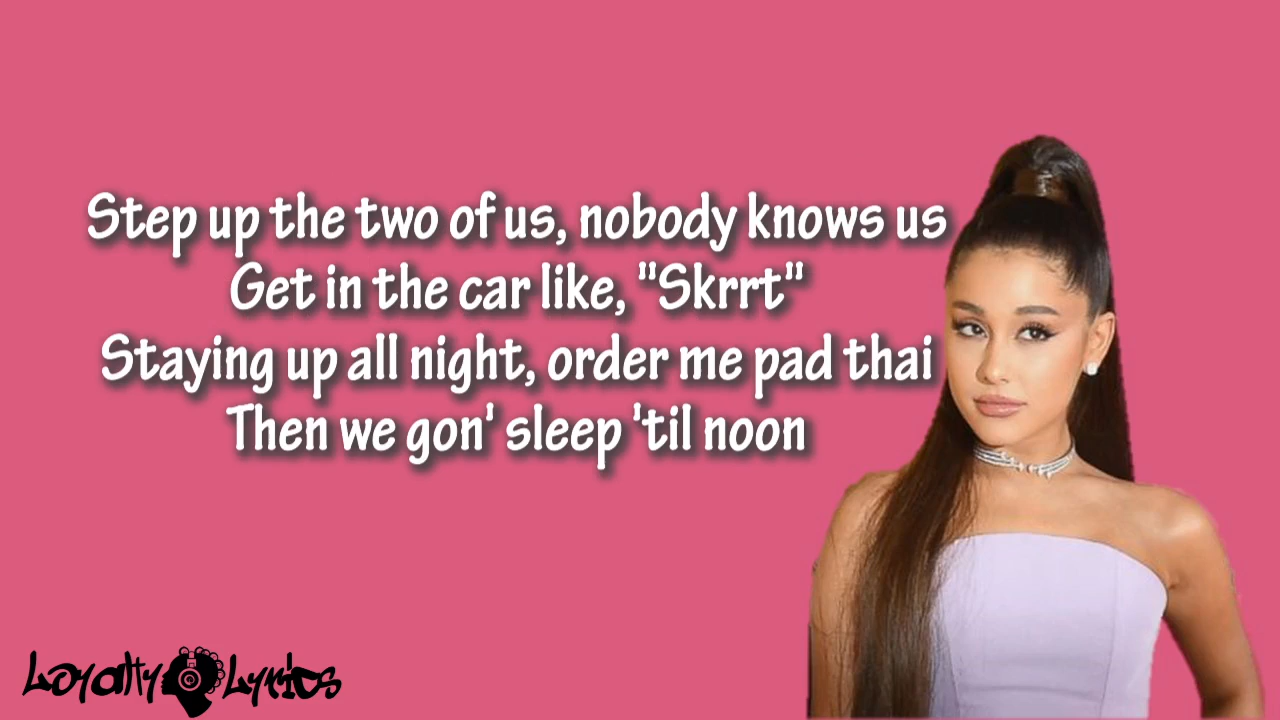 Step up the two of us, nobody knows us
Get in the car like, "Skrrt"
Staying up all night, order me pad thai
Then we gon' sleep 'til noon
Loyalty Lyrics